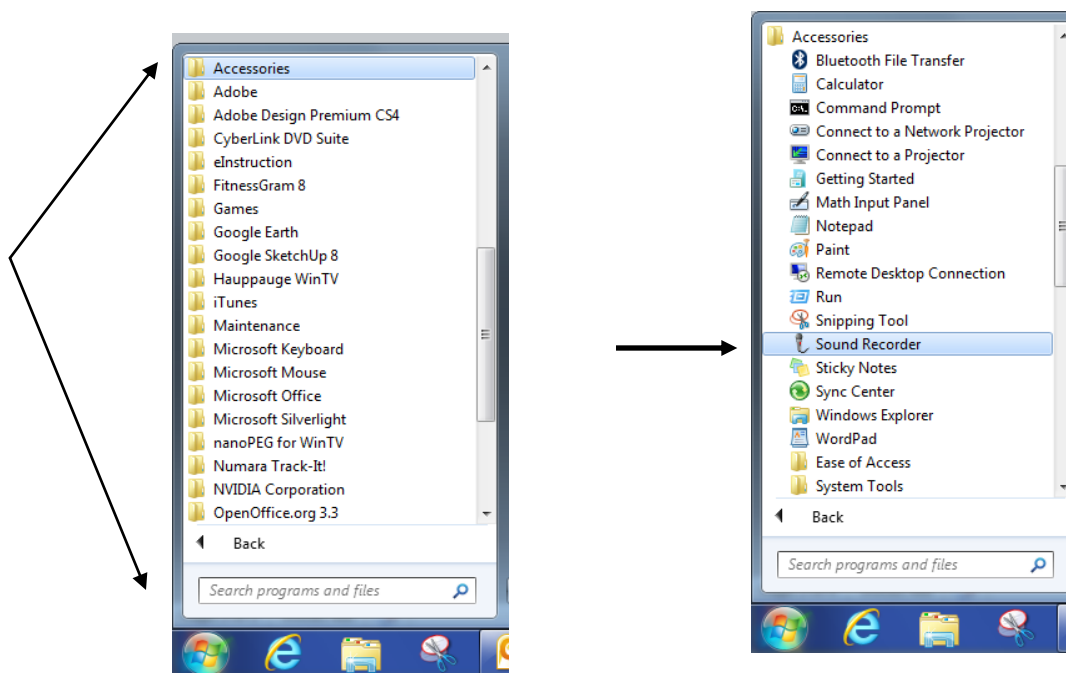 Accessories
Adobe
Adobe Design Premium CS4
CyberLink DVD Suite
eInstruction
FitnessGram 8
Games
Google Earth
Google SketchUp 8
Hauppauge WinTV
iTunes
Maintenance
Microsoft Keyboard
Microsoft Mouse
Microsoft Office
Microsoft Silverlight
nanoPEG for WinTV
Numara Track-It!
NVIDIA Corporation
OpenOffice.org 3.3
Back
Search programs and files
Accessories
Bluetooth File Transfer
Calculator
Command Prompt
Connect to a Network Projector
Connect to a Projector
Getting Started
Math Input Panel
Notepad
Paint
Remote Desktop Connection
Run
Snipping Tool
Sound Recorder
Sticky Notes
Sync Center
Windows Explorer
WordPad
Ease of Access
System Tools
Back
Search programs and files